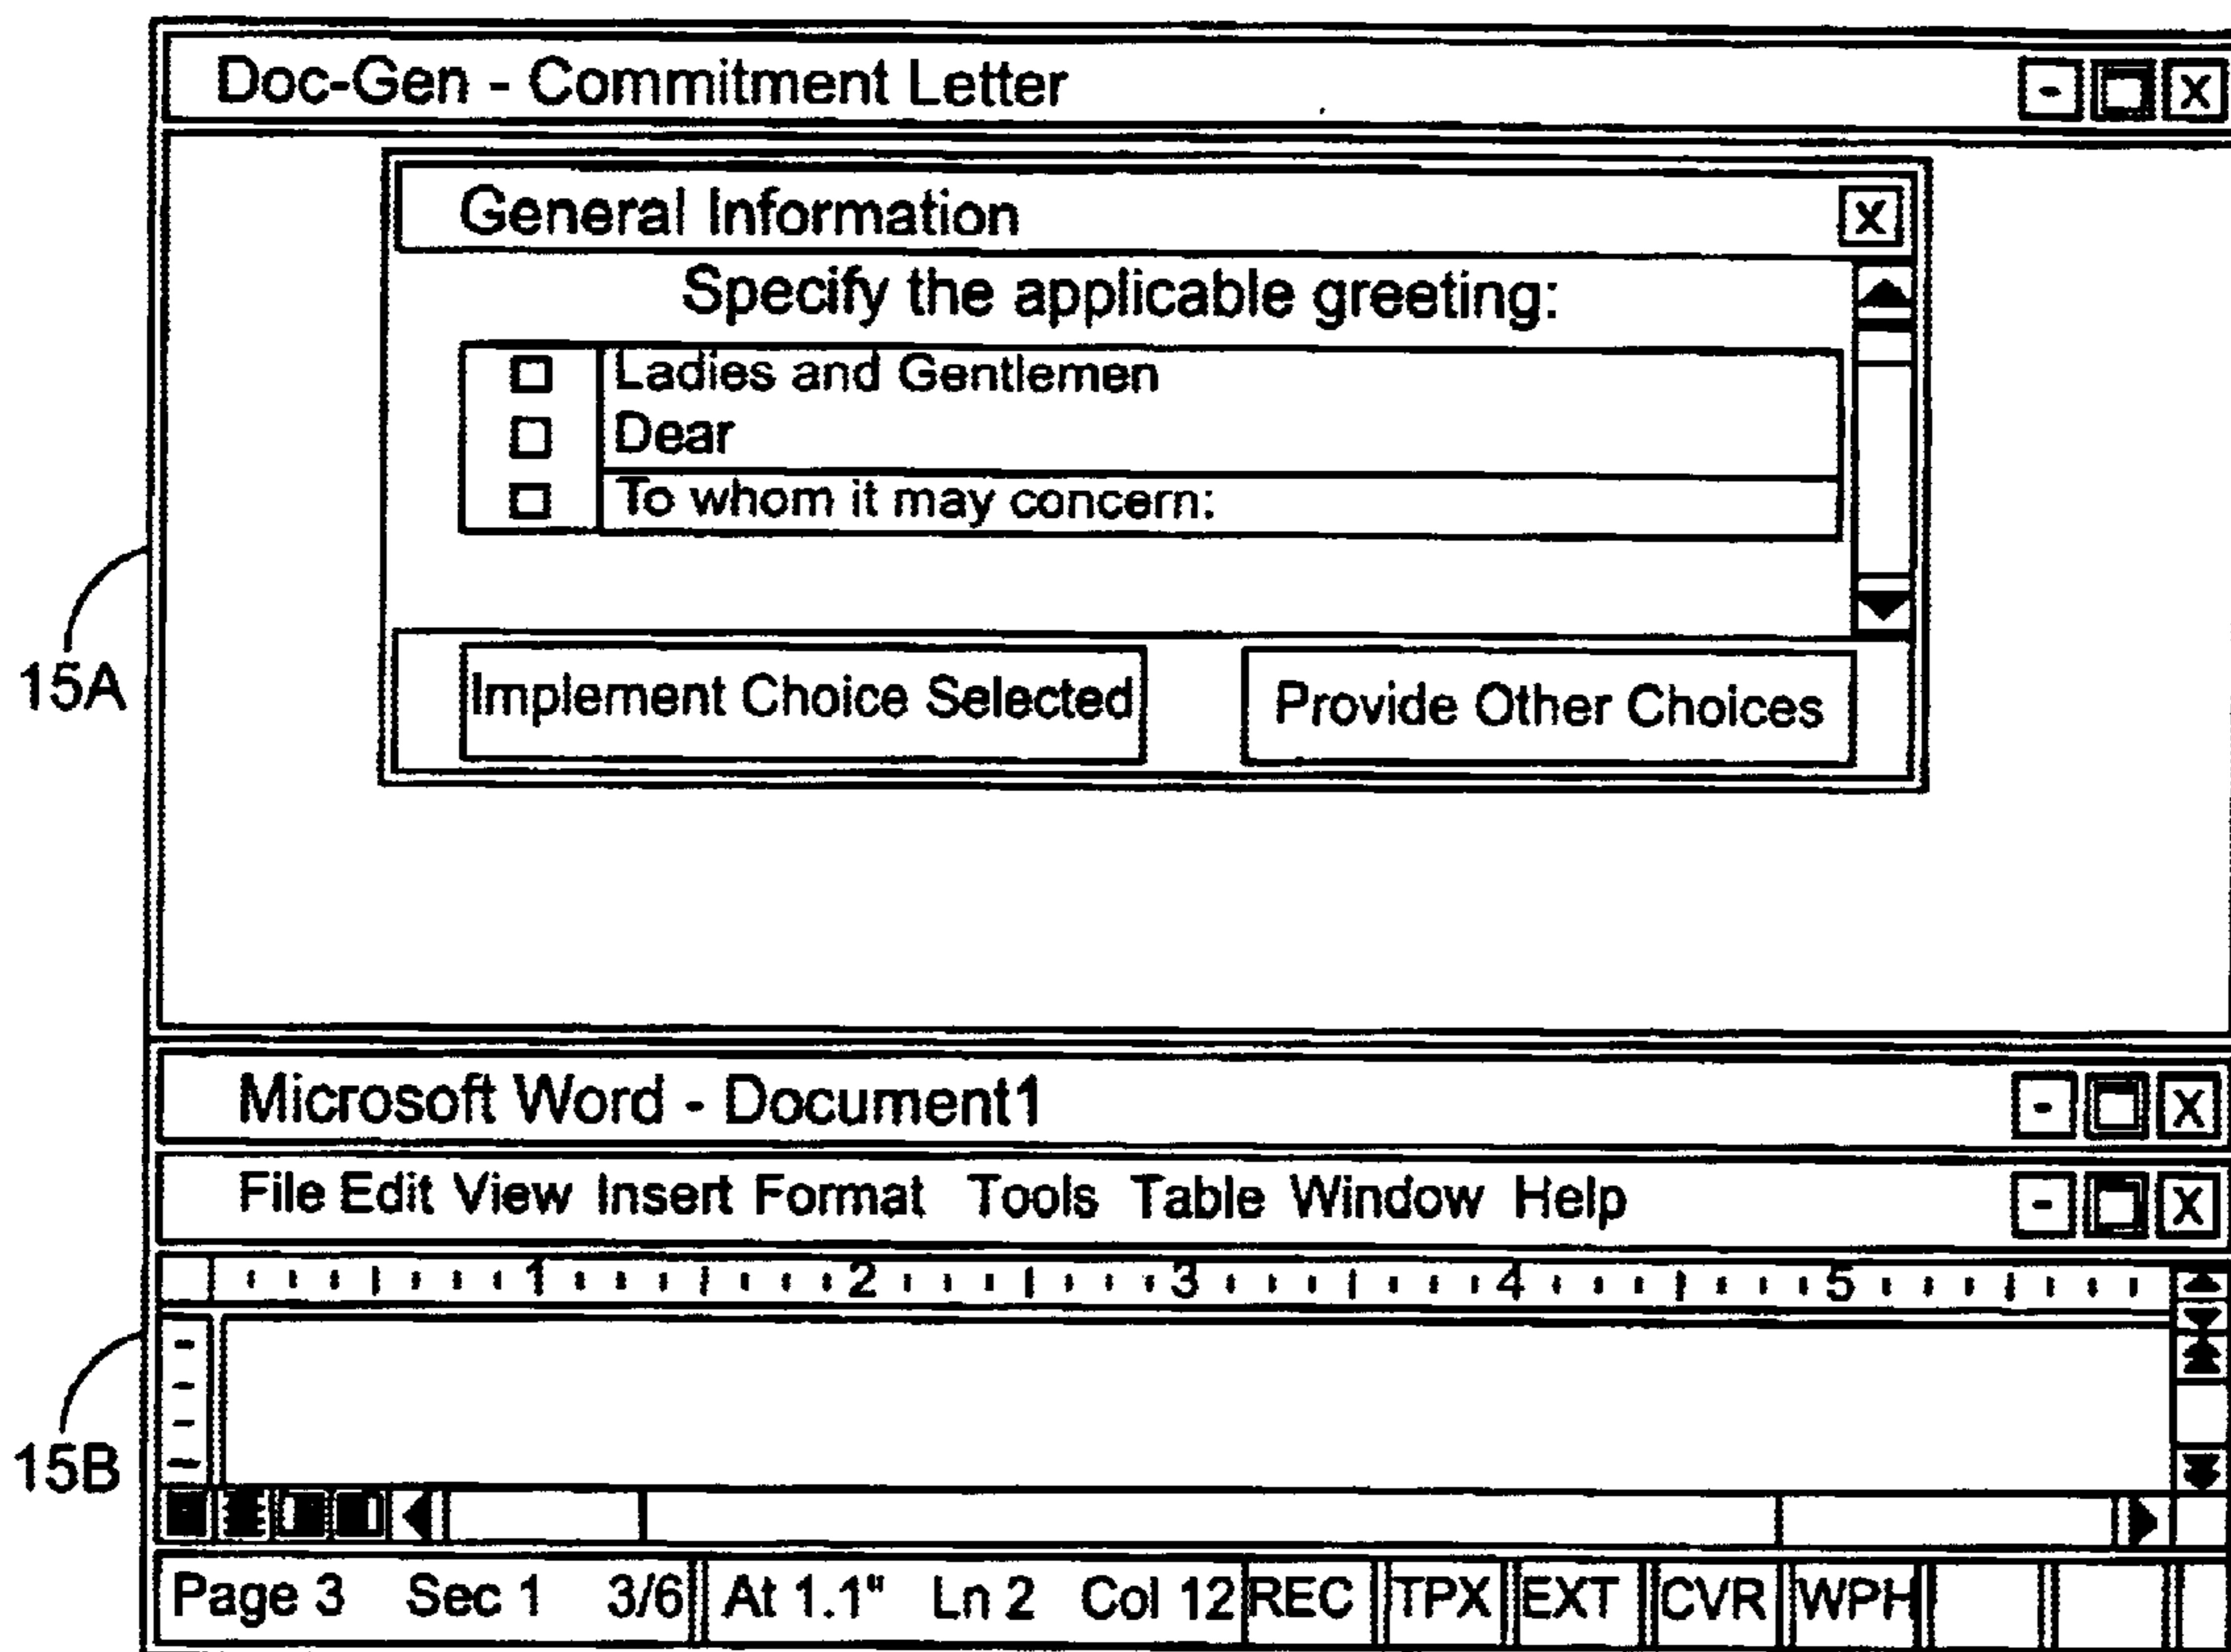 Doc-Gen - Commitment Letter - X
General Information X
Specify the applicable greeting:
Ladies and Gentlemen
Dear
To whom it may concern:
15A
Implement Choice Selected Provide Other Choices
Microsoft Word - Document1 - X
File Edit View Insert Format Tools Table Window Help - X
1 2 3 4 5
15B
Page 3 Sec 1 3/6 At 1.1" Ln 2 Col 12 REC TPX EXT CVR WPH